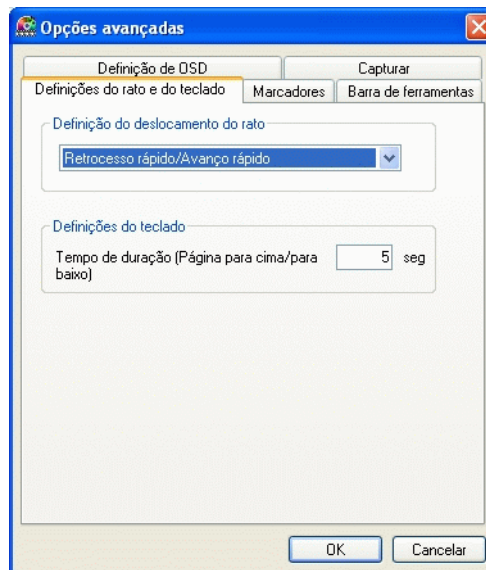 Opções avançadas
Definição de OSD
Capturar
Definições do rato e do teclado
Marcadores
Barra de ferramentas
Definição do deslocamento do rato
Retrocesso rápido/Avanço rápido
Definições do teclado
Tempo de duração (Página para cima/para
baixo)
5 seg
OK
Cancelar